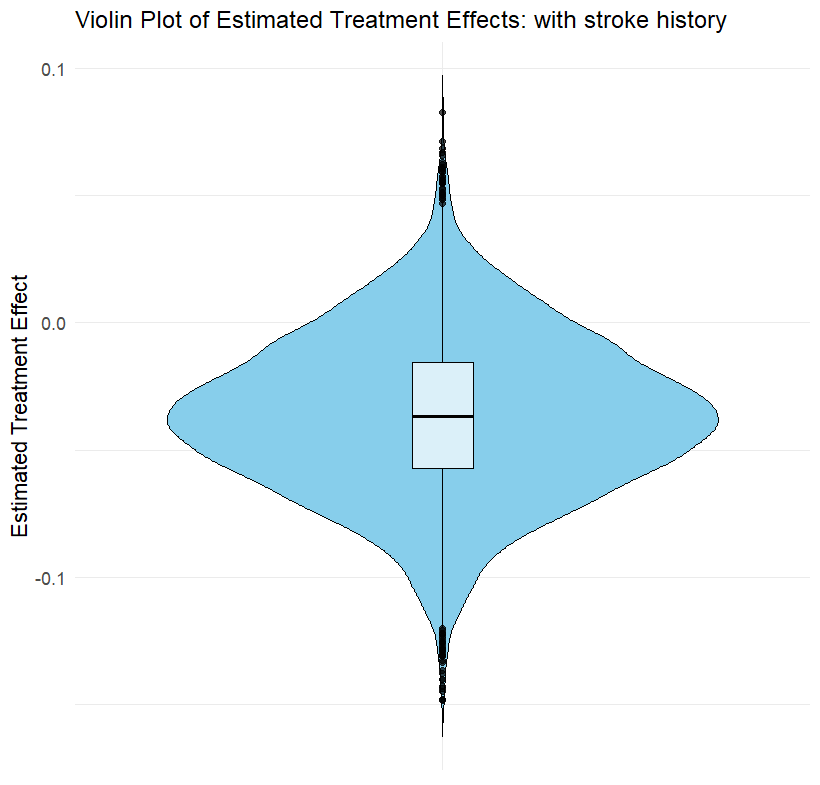 Violin Plot of Estimated Treatment Effects: with stroke history
0.1
0.0
-0.1
Estimated Treatment Effect